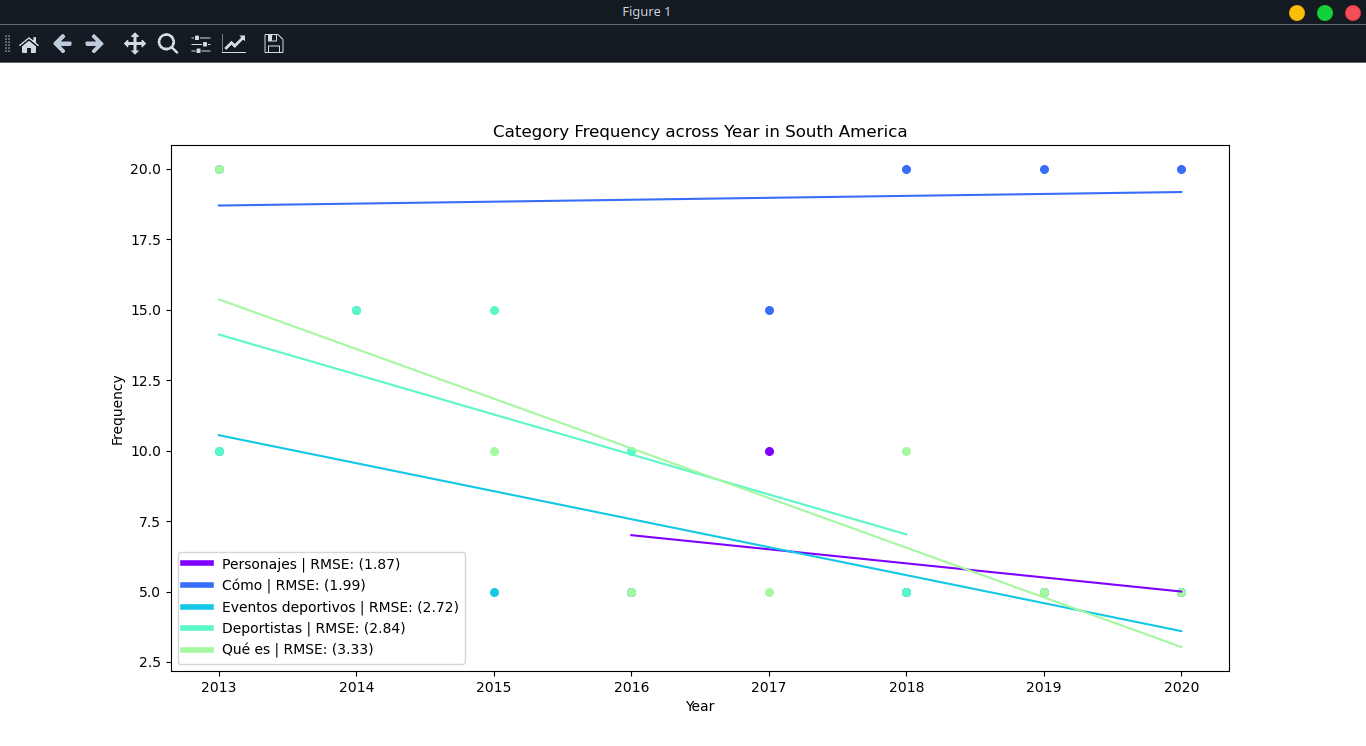 Figure 1
Category Frequency across Year in South America
20.0
17.5
15.0
12.5
10.0
7.5
5.0
2.5
Frequency
Personajes | RMSE: (1.87)
Cómo | RMSE: (1.99)
Eventos deportivos | RMSE: (2.72)
Deportistas | RMSE: (2.84)
Qué es | RMSE: (3.33)
2013 2014 2015 2016 2017 2018 2019 2020
Year